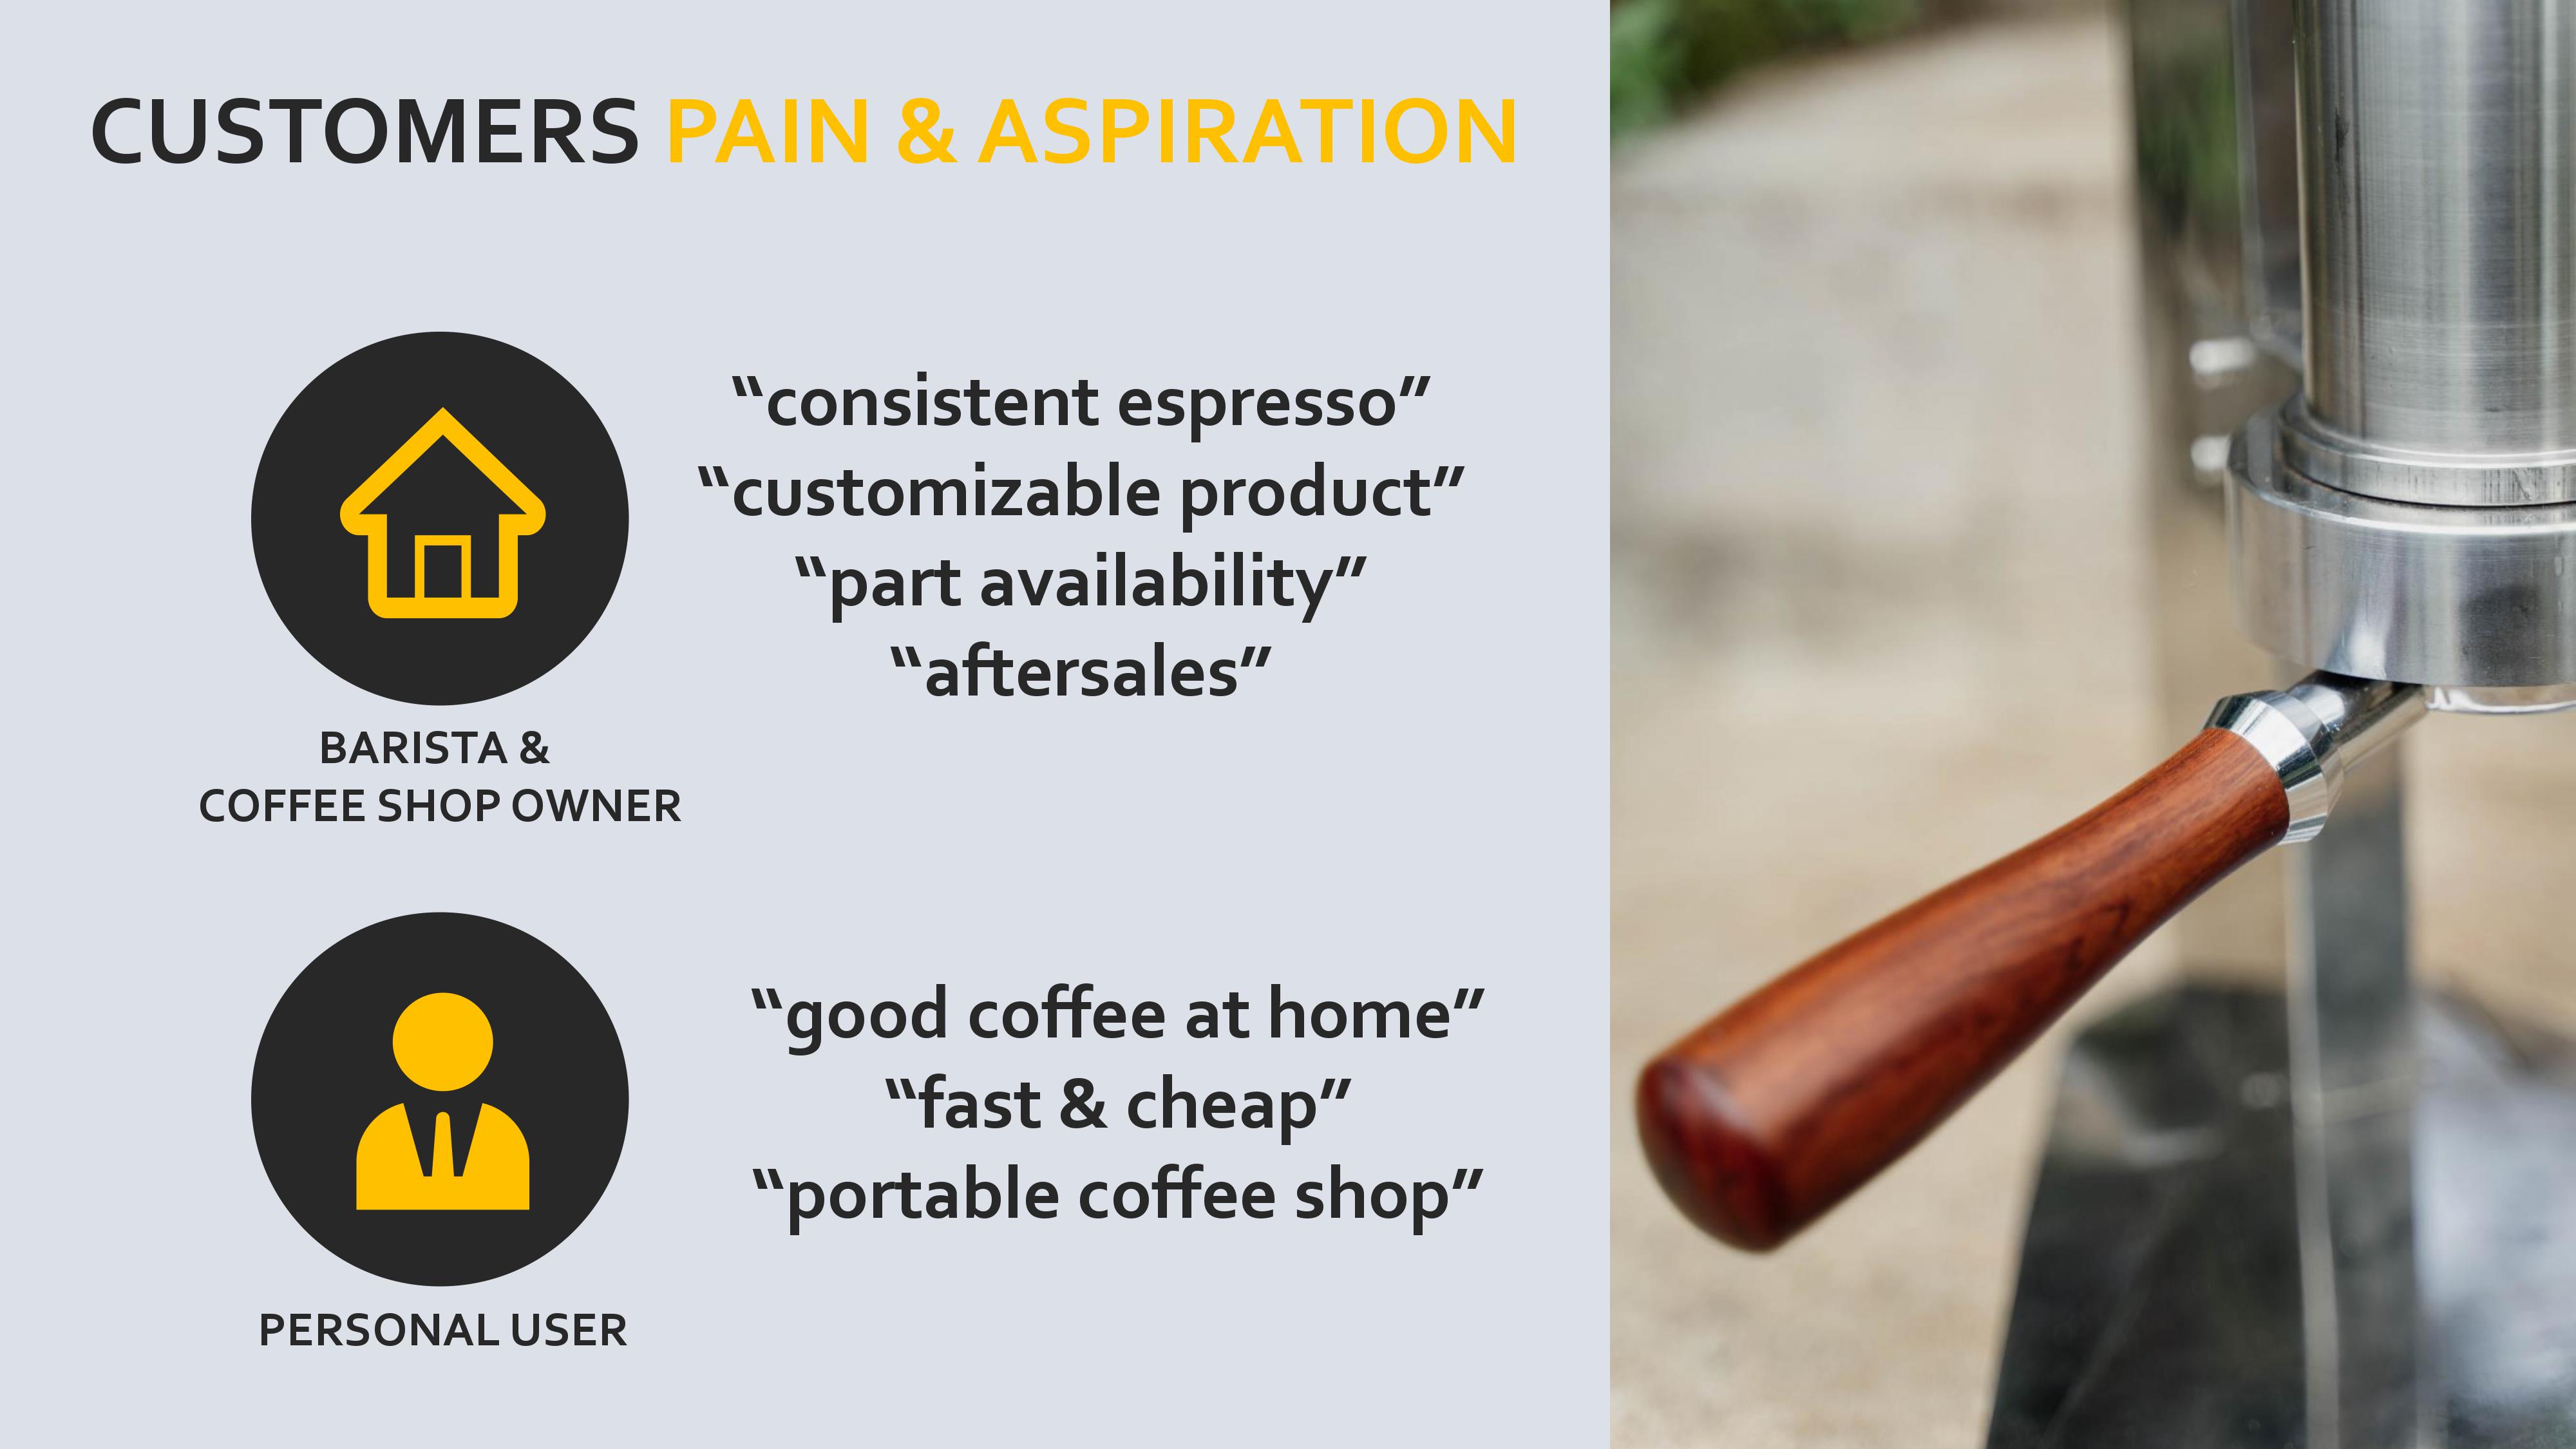 CUSTOMERS PAIN & ASPIRATION
“consistent espresso”
“customizable product”
“part availability”
“aftersales”
BARISTA &
COFFEE SHOP OWNER
“good coffee at home”
“fast & cheap”
“portable coffee shop”
PERSONAL USER